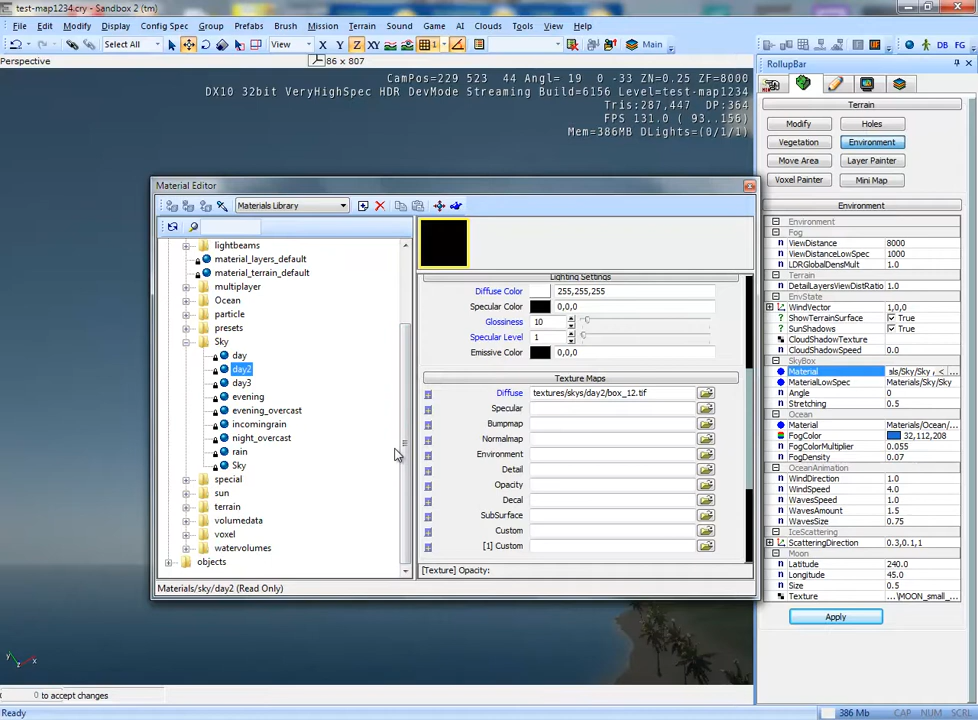 test-map1234.cry - Sandbox 2 (tm)
File Edit Modify Display Config Spec Group Prefabs Brush Mission Terrain Sound Game AI Clouds Tools View Help
Select All View X Y Z XY 1 Main DB FG
Perspective 86 x 807
CamPos=229 523 44 Angl= 19 0 -33 ZN=0.25 ZF=8000
DX10 32bit VeryHighSpec HDR DevMode Streaming Build=6156 Level=test-map1234
Tris:287,447 DP:364
FPS 131.0 ( 93..156)
Mem=386MB DLights=(0/1/1)
RollupBar
Terrain
Modify Holes
Vegetation Environment
Move Area Layer Painter
Voxel Painter Mini Map
Environment
Environment
Fog
ViewDistance 8000
ViewDistanceLowSpec 1000
LDRGlobalDensMult 1.0
Terrain
DetailLayersViewDistRatio 1.0
EnvState
WindVector 1,0,0
ShowTerrainSurface True
SunShadows True
CloudShadowTexture
CloudShadowSpeed 0.0
SkyBox
Material als/Sky/Sky , < ...
MaterialLowSpec Materials/Sky/Sky
Angle 0
Stretching 0.5
Ocean
Material Materials/Ocean/
FogColor 32,112,208
FogColorMultiplier 0.055
FogDensity 0.07
OceanAnimation
WindDirection 1.0
WindSpeed 4.0
WavesSpeed 1.0
WavesAmount 1.5
WavesSize 0.75
IceScattering
ScatteringDirection 0.3,0.1,1
Moon
Latitude 240.0
Longitude 45.0
Size 0.5
Texture ...\MOON_small_
Apply
Material Editor
Materials Library
lightbeams
material_layers_default
material_terrain_default
multiplayer
Ocean
particle
presets
Sky
day
day2
day3
evening
evening_overcast
incomingrain
night_overcast
rain
Sky
special
sun
terrain
volumedata
voxel
watervolumes
objects
Materials/sky/day2 (Read Only)
Lighting Settings
Diffuse Color 255,255,255
Specular Color 0,0,0
Glossiness 10
Specular Level 1
Emissive Color 0,0,0
Texture Maps
Diffuse textures/skys/day2/box_12.tif
Specular
Bumpmap
Normalmap
Environment
Detail
Opacity
Decal
SubSurface
Custom
[1] Custom
[Texture] Opacity:
0 to accept changes
Ready 386 Mb CAP NUM SCRL